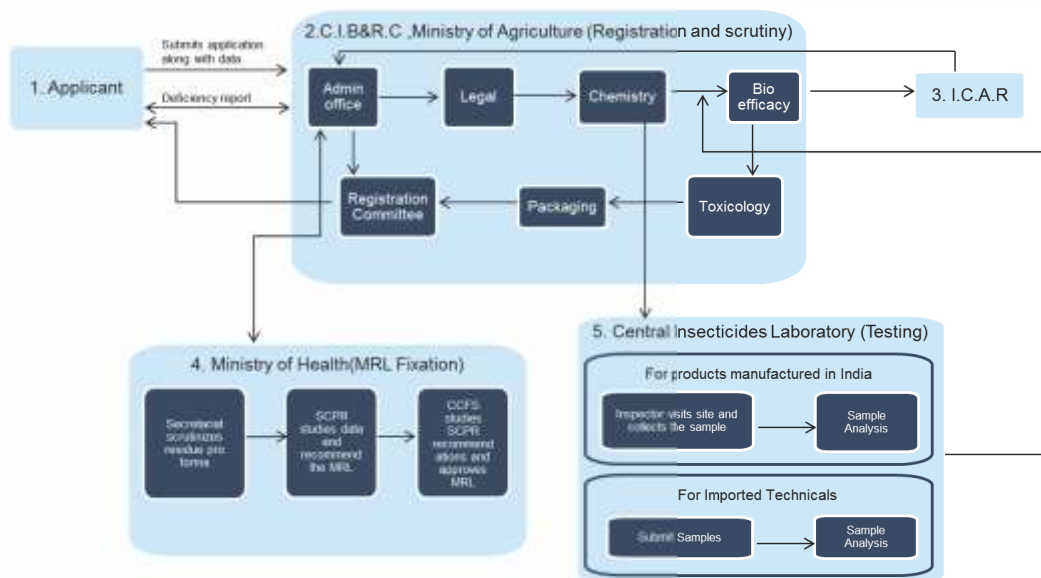 2.C.I.B&R.C ,Ministry of Agriculture (Registration and scrutiny)
Submits application
along with data
1. Applicant
Deficiency report
Admin
office
Legal
Chemistry
Bio
efficacy
3. I.C.A.R
Registration
Committee
Packaging
Toxicology
4. Ministry of Health(MRL Fixation)
Secretariat
scrutinizes
residue pro
forma
SCPR
studies data
and
recommend
the MRL
CCFS
studies
SCPR
recommend
ations and
approves
MRL
5. Central Insecticides Laboratory (Testing)
For products manufactured in India
Inspector visits site and
collects the sample
Sample
Analysis
For Imported Technicals
Submit Samples
Sample
Analysis